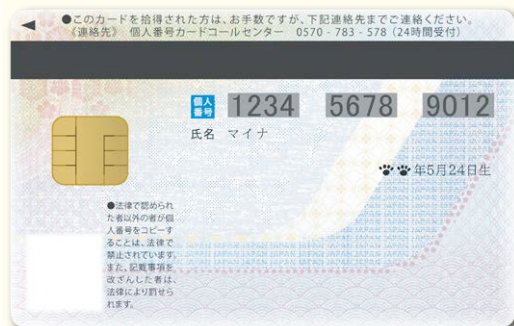 ●このカードを拾得された方は、お手数ですが、下記連絡先までご連絡ください。
《連絡先》 個人番号カードコールセンター 0570-783-578(24時間受付)
個人番号 1234 5678 9012
氏名 マイナ
年5月24日生
●法律で認められ
た者以外の者が個
人番号をコピーす
ることは、法律で
禁止されています。
また、記載事項を
改ざんした者は、
法律により罰せら
れます。